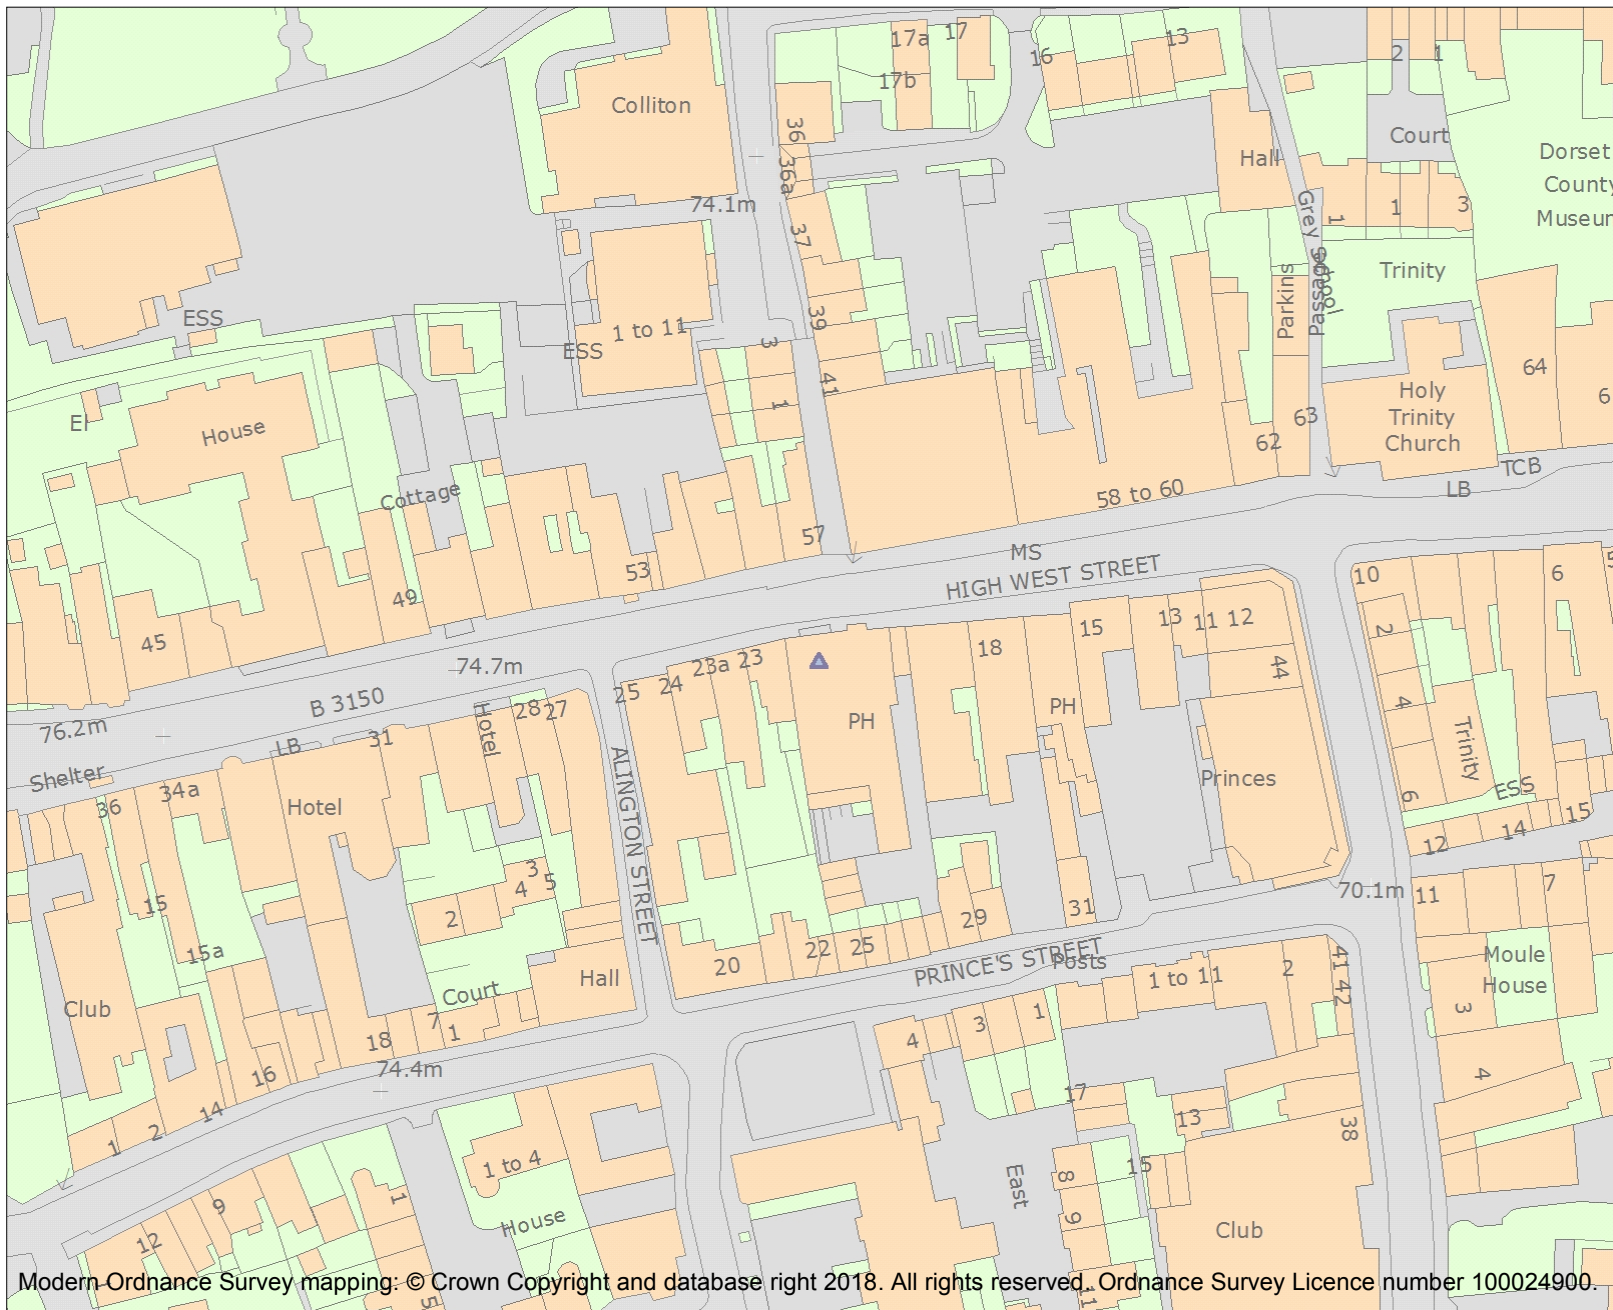 17a
17
17b
16
13
2
1
Colliton
36
36a
Hall
Court
Dorset
County
Museum
74.1m
37
Grey School
Passage
1
1
3
Trinity
Parkins
ESS
39
1 to 11
ESS
3
41
1
64
6
El
House
Holy
Trinity
Church
63
62
Cottage
TCB
LB
58 to 60
57
MS
HIGH WEST STREET
53
49
45
10
6
5
2
15
13
11
12
18
44
23a
23
24
25
74.7m
B 3150
28
27
Hotel
76.2m
LB
31
Shelter
PH
PH
4
Trinity
Princes
ALINGTON STREET
36
34a
Hotel
6
ESS
15
14
12
3
4
5
2
15
15a
70.1m
11
7
31
29
22
25
20
PRINCE'S STREET
Posts
1 to 11
2
41
42
Moule
House
3
Hall
Court
Club
18
7
1
4
3
1
74.4m
16
14
2
1
17
13
38
4
1 to 4
15
East
8
9
1
9
12
House
Club
5
11
Modern Ordnance Survey mapping: © Crown Copyright and database right 2018. All rights reserved. Ordnance Survey Licence number 100024900.